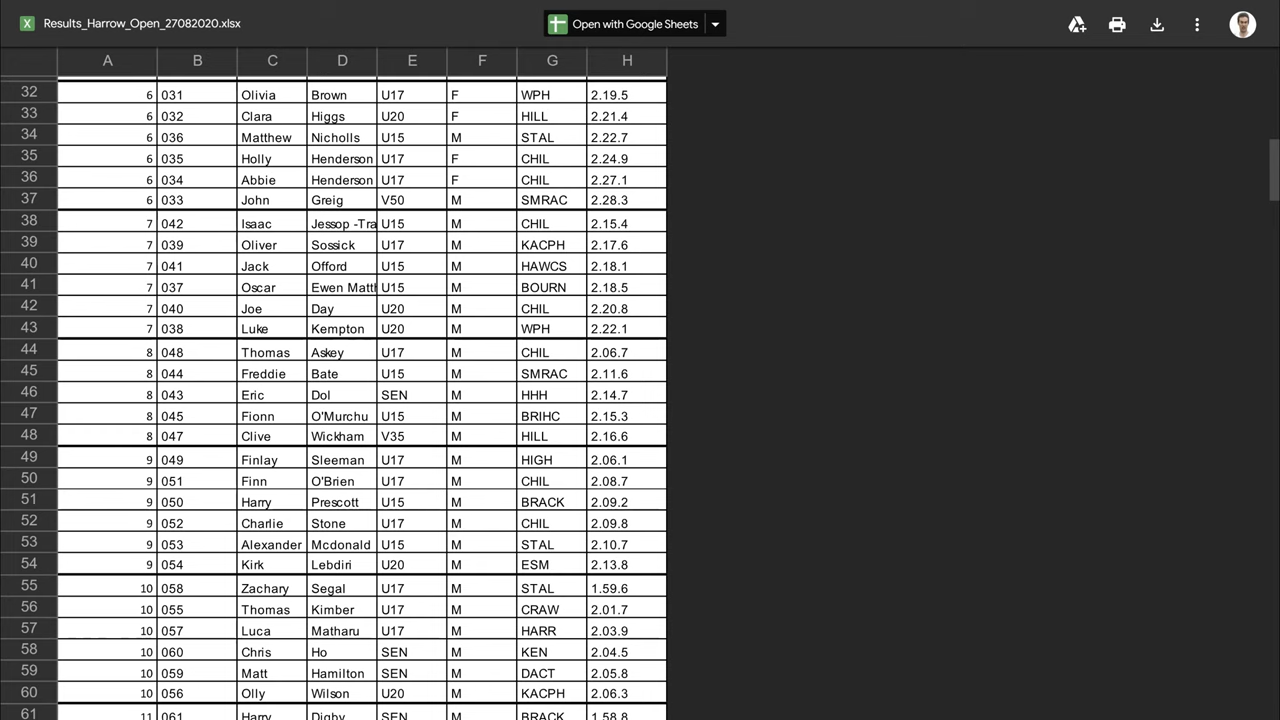 Results_Harrow_Open_27082020.xlsx Open with Google Sheets
A B C D E F G H
32 6 031 Olivia Brown U17 F WPH 2.19.5
33 6 032 Clara Higgs U20 F HILL 2.21.4
34 6 036 Matthew Nicholls U15 M STAL 2.22.7
35 6 035 Holly Henderson U17 F CHIL 2.24.9
36 6 034 Abbie Henderson U17 F CHIL 2.27.1
37 6 033 John Greig V50 M SMRAC 2.28.3
38 7 042 Isaac Jessop -Tra U15 M CHIL 2.15.4
39 7 039 Oliver Sossick U17 M KACPH 2.17.6
40 7 041 Jack Offord U15 M HAWCS 2.18.1
41 7 037 Oscar Ewen Matt U15 M BOURN 2.18.5
42 7 040 Joe Day U20 M CHIL 2.20.8
43 7 038 Luke Kempton U20 M WPH 2.22.1
44 8 048 Thomas Askey U17 M CHIL 2.06.7
45 8 044 Freddie Bate U15 M SMRAC 2.11.6
46 8 043 Eric Dol SEN M HHH 2.14.7
47 8 045 Fionn O'Murchu U15 M BRIHC 2.15.3
48 8 047 Clive Wickham V35 M HILL 2.16.6
49 9 049 Finlay Sleeman U17 M HIGH 2.06.1
50 9 051 Finn O'Brien U17 M CHIL 2.08.7
51 9 050 Harry Prescott U15 M BRACK 2.09.2
52 9 052 Charlie Stone U17 M CHIL 2.09.8
53 9 053 Alexander Mcdonald U15 M STAL 2.10.7
54 9 054 Kirk Lebdiri U20 M ESM 2.13.8
55 10 058 Zachary Segal U17 M STAL 1.59.6
56 10 055 Thomas Kimber U17 M CRAW 2.01.7
57 10 057 Luca Matharu U17 M HARR 2.03.9
58 10 060 Chris Ho SEN M KEN 2.04.5
59 10 059 Matt Hamilton SEN M DACT 2.05.8
60 10 056 Olly Wilson U20 M KACPH 2.06.3
61 11 061 Harry Digby SEN M BRACK 1.58.8